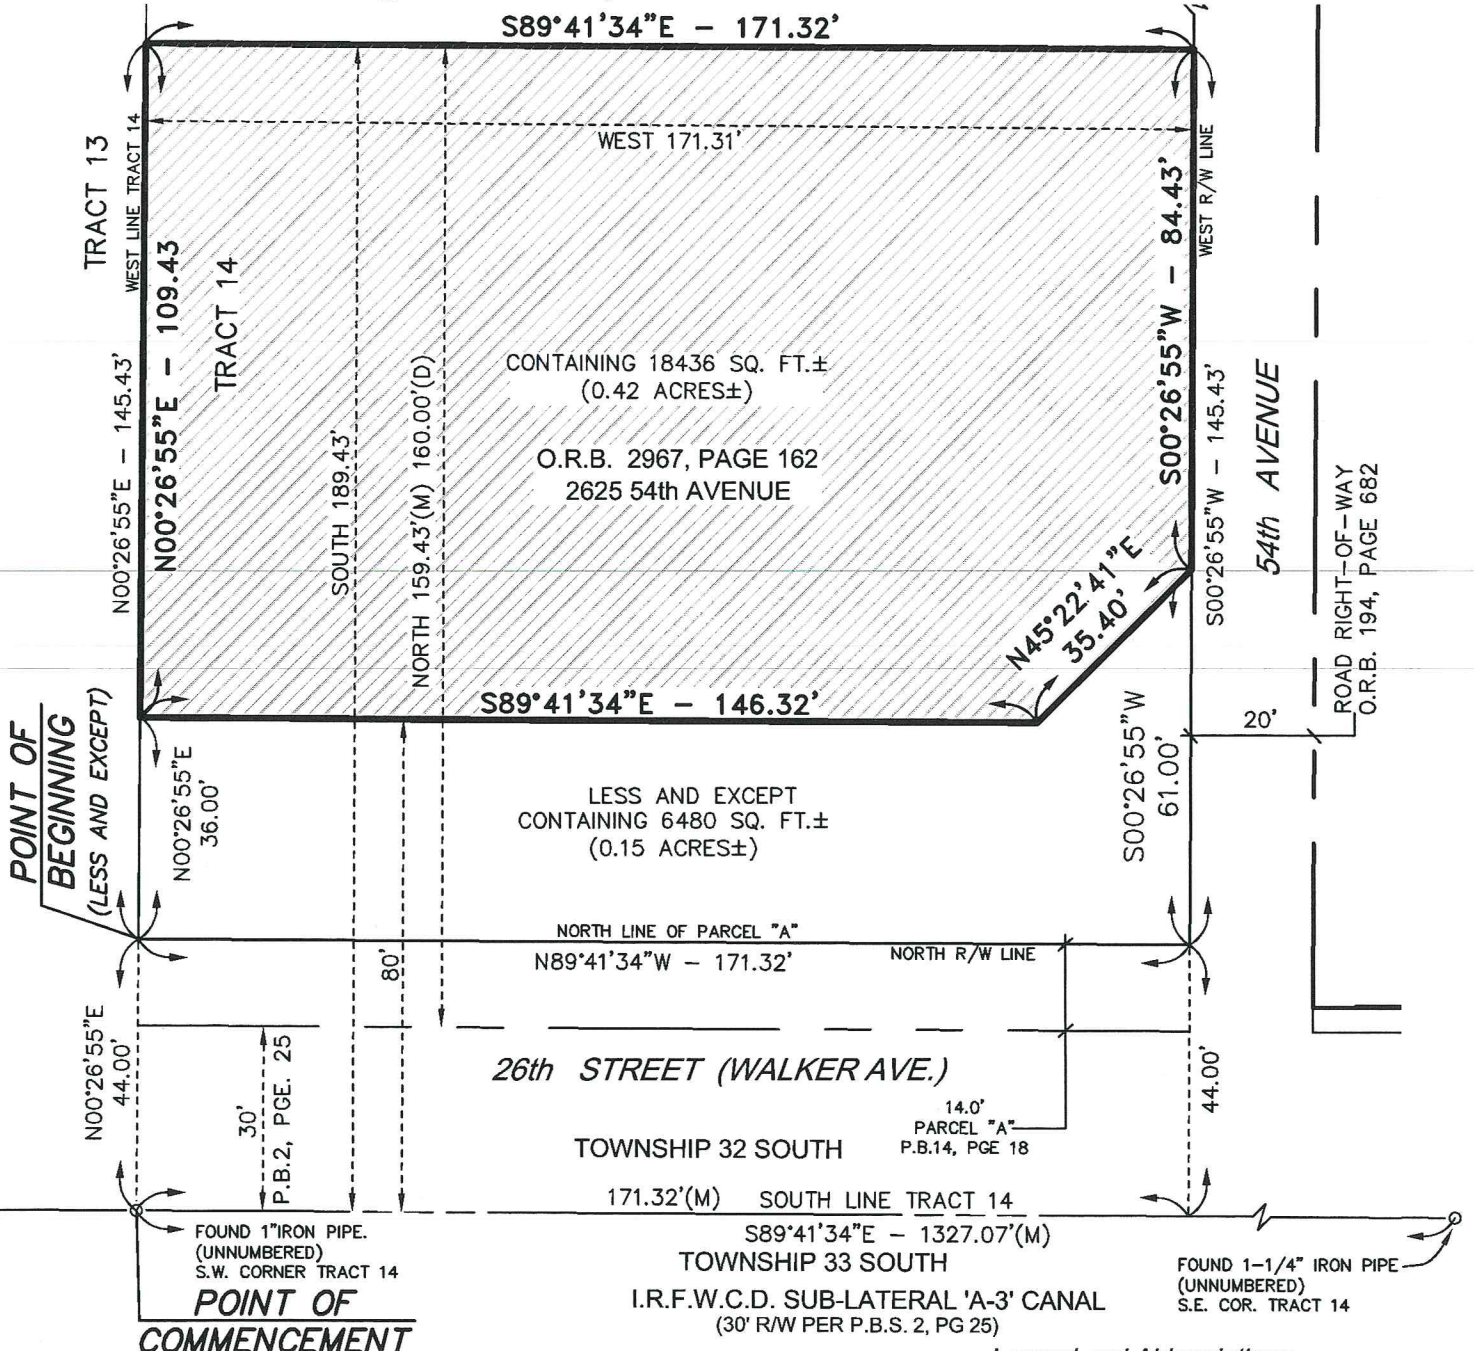 S89°41'34"E - 171.32'
WEST 171.31'
TRACT 13
WEST LINE TRACT 14
N00°26'55"E - 145.43'
N00°26'55"E - 109.43
TRACT 14
SOUTH 189.43'
NORTH 159.43'(M) 160.00'(D)
CONTAINING 18436 SQ. FT.±
(0.42 ACRES±)
O.R.B. 2967, PAGE 162
2625 54th AVENUE
S00°26'55"W - 84.43'
WEST R/W LINE
S00°26'55"W - 145.43'
54th AVENUE
ROAD RIGHT-OF-WAY
O.R.B. 194, PAGE 682
N45°22'41"E
35.40'
S89°41'34"E - 146.32'
20'
POINT OF
BEGINNING
(LESS AND EXCEPT)
N00°26'55"E
36.00'
LESS AND EXCEPT
CONTAINING 6480 SQ. FT.±
(0.15 ACRES±)
S00°26'55"W
61.00'
NORTH LINE OF PARCEL "A"
N89°41'34"W - 171.32'
NORTH R/W LINE
80'
N00°26'55"E
44.00'
30'
P.B.2, PGE. 25
26th STREET (WALKER AVE.)
14.0'
PARCEL "A"
P.B.14, PGE 18
44.00'
TOWNSHIP 32 SOUTH
171.32'(M) SOUTH LINE TRACT 14
S89°41'34"E - 1327.07'(M)
TOWNSHIP 33 SOUTH
FOUND 1"IRON PIPE.
(UNNUMBERED)
S.W. CORNER TRACT 14
FOUND 1-1/4" IRON PIPE
(UNNUMBERED)
S.E. COR. TRACT 14
POINT OF
COMMENCEMENT
I.R.F.W.C.D. SUB-LATERAL 'A-3' CANAL
(30' R/W PER P.B.S. 2, PG 25)